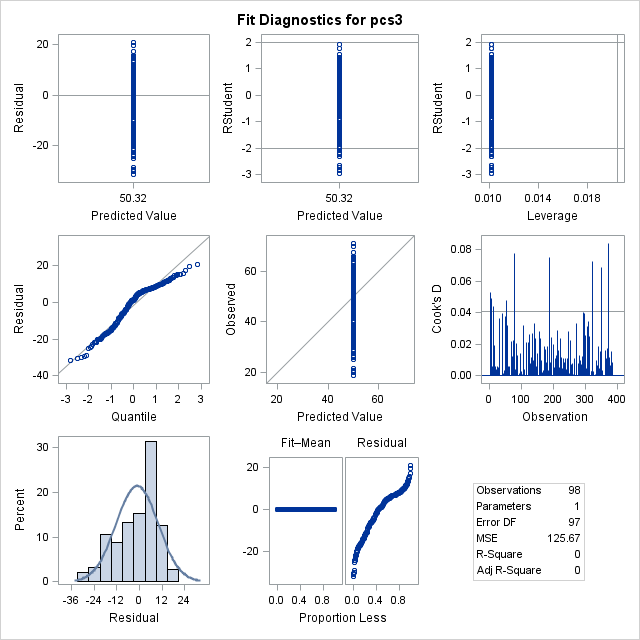 Fit Diagnostics for pcs3
20
0
-20
Residual
50.32
Predicted Value
2
1
0
-1
-2
-3
RStudent
50.32
Predicted Value
2
1
0
-1
-2
-3
RStudent
0.010 0.014 0.018
Leverage
20
0
-20
-40
Residual
-3 -2 -1 0 1 2 3
Quantile
60
40
20
Observed
20 40 60
Predicted Value
0.08
0.06
0.04
0.02
0.00
Cook's D
0 100 200 300 400
Observation
30
20
10
0
Percent
-36 -24 -12 0 12 24
Residual
Fit–Mean Residual
20
0
-20
0.0 0.4 0.8 0.0 0.4 0.8
Proportion Less
Observations 98
Parameters 1
Error DF 97
MSE 125.67
R-Square 0
Adj R-Square 0